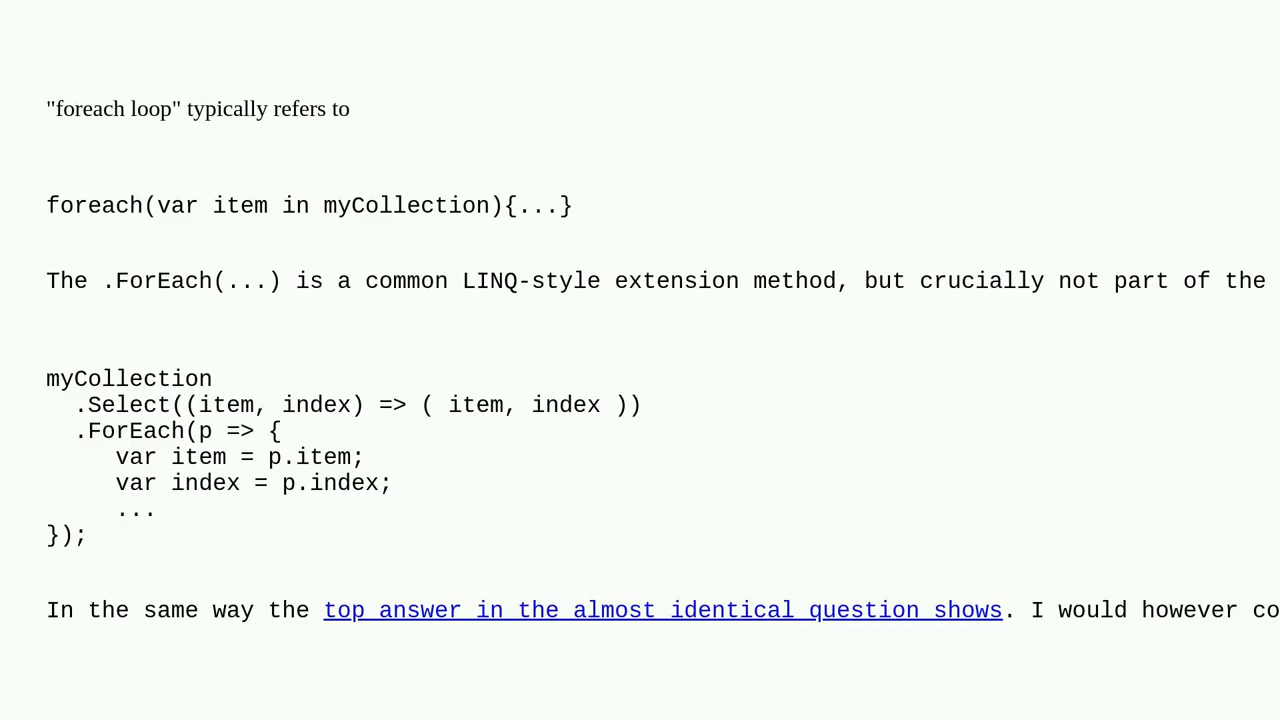 "foreach loop" typically refers to
foreach(var item in myCollection){...}
The .ForEach(...) is a common LINQ-style extension method, but crucially not part of the
myCollection
  .Select((item, index) => ( item, index ))
  .ForEach(p => {
     var item = p.item;
     var index = p.index;
     ...
});
In the same way the top answer in the almost identical question shows. I would however co